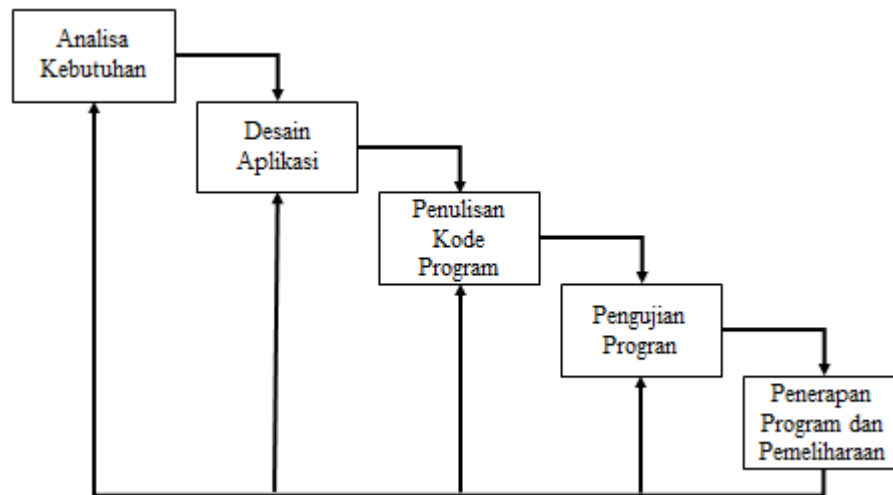 Analisa
Kebutuhan
Desain
Aplikasi
Penulisan
Kode
Program
Pengujian
Progran
Penerapan
Program dan
Pemeliharaan